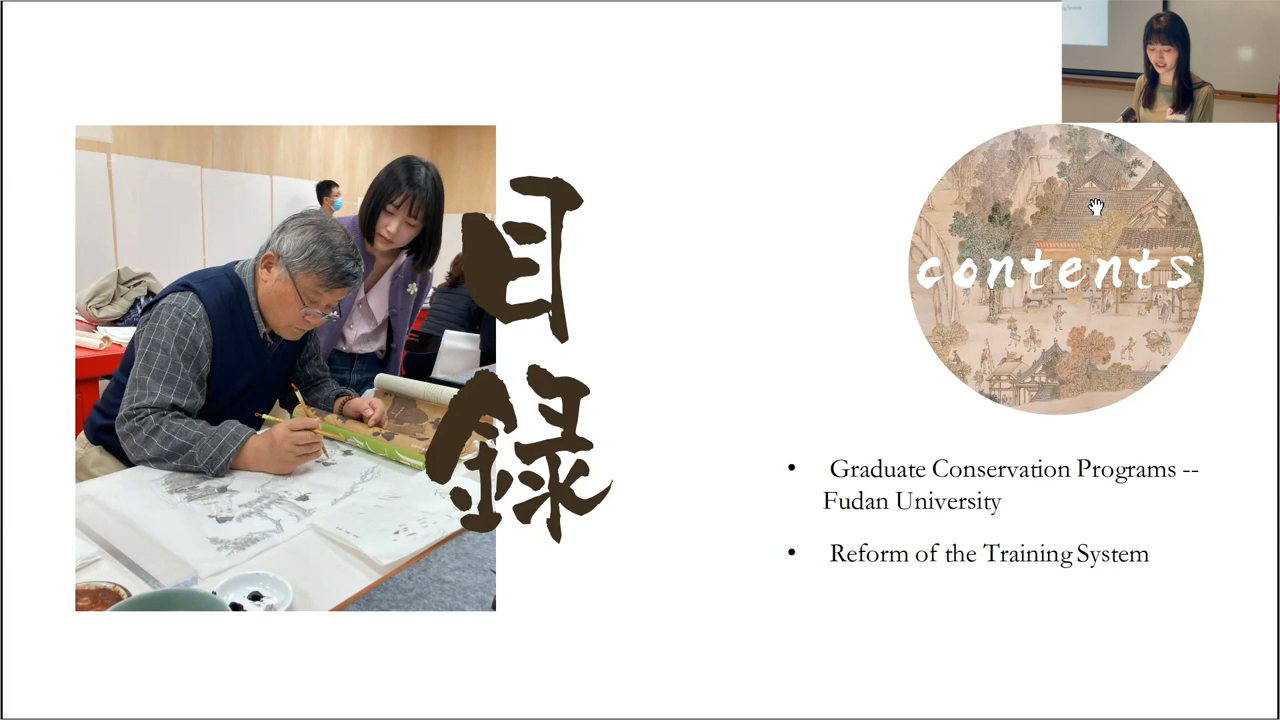 目
録
contents
• Graduate Conservation Programs --
Fudan University
• Reform of the Training System